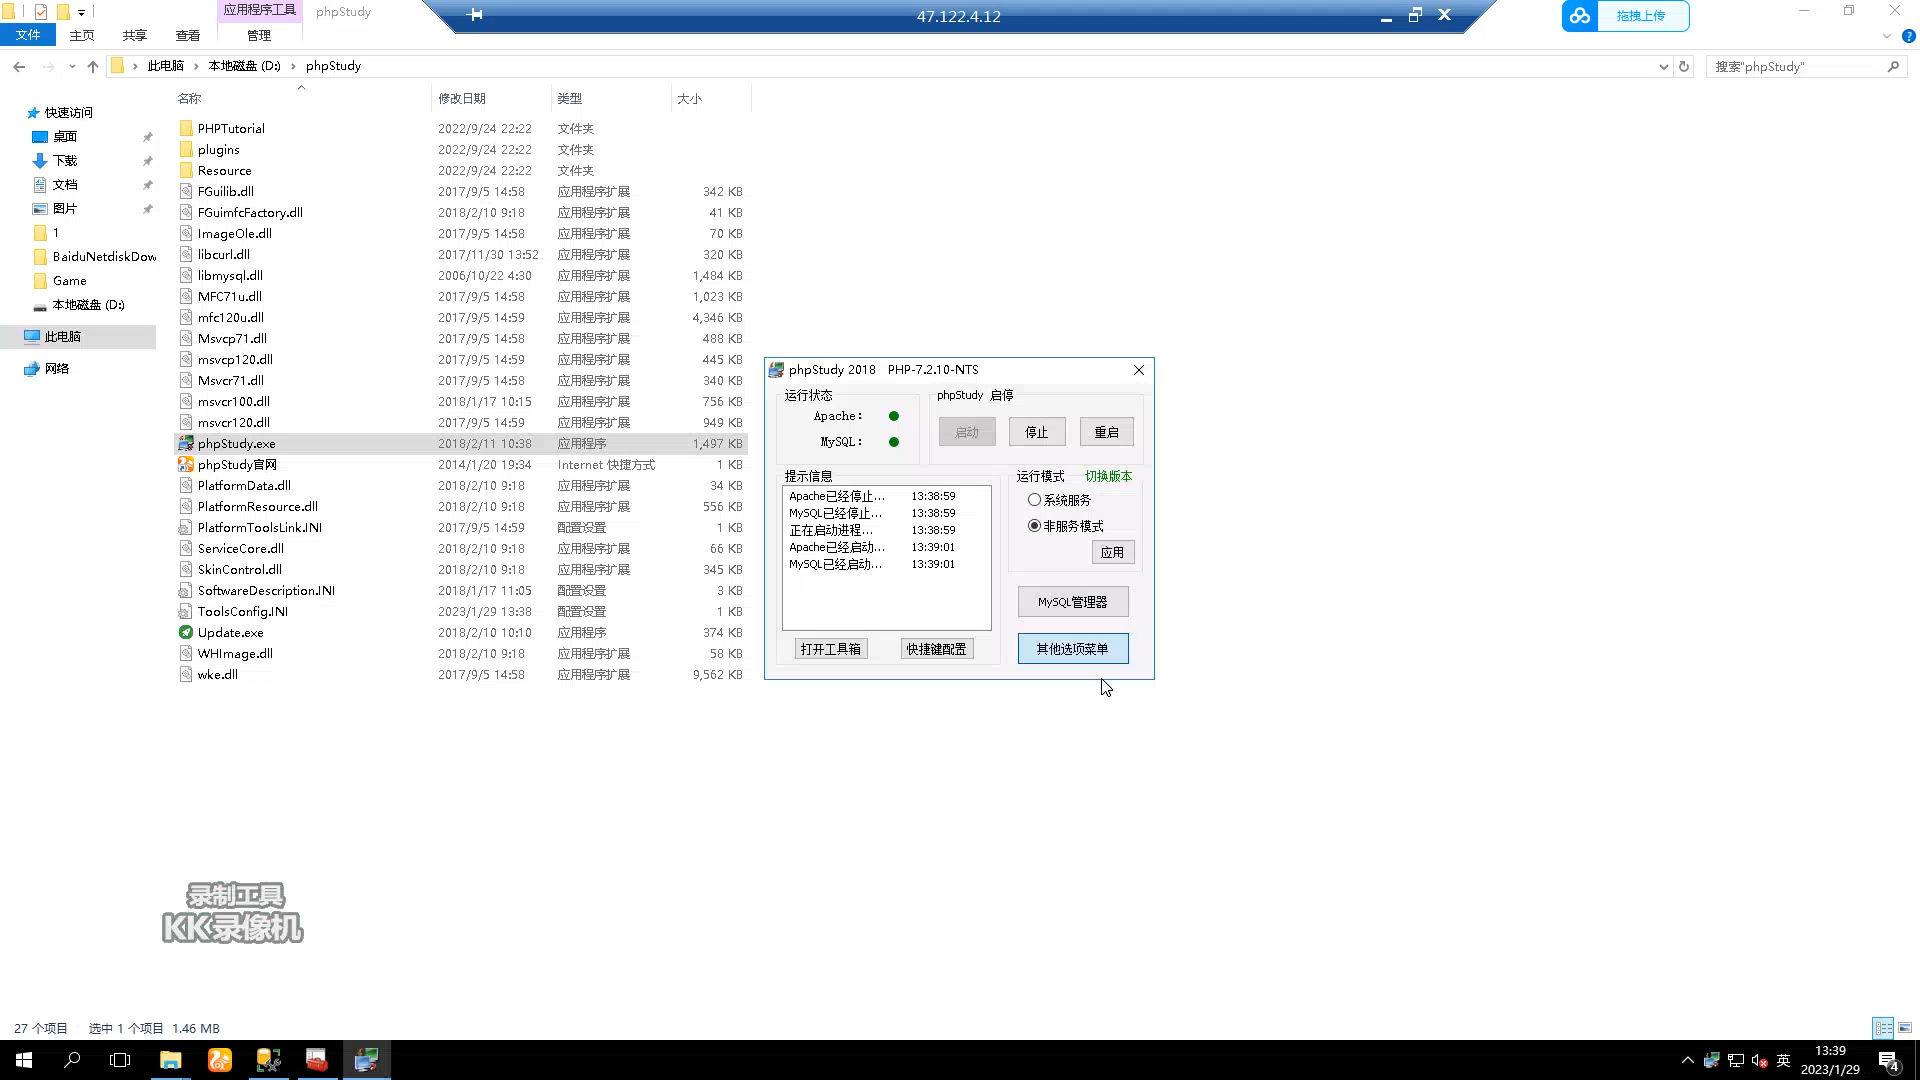 应用程序工具
phpStudy
47.122.4.12
拖拽上传
文件
主页
共享
查看
管理
此电脑
本地磁盘 (D:)
phpStudy
搜索"phpStudy"
名称
修改日期
类型
大小
快速访问
桌面
下载
文档
图片
1
BaiduNetdiskDow
Game
本地磁盘 (D:)
此电脑
网络
PHPTutorial 2022/9/24 22:22 文件夹
plugins 2022/9/24 22:22 文件夹
Resource 2022/9/24 22:22 文件夹
FGuilib.dll 2017/9/5 14:58 应用程序扩展 342 KB
FGuimfcFactory.dll 2018/2/10 9:18 应用程序扩展 41 KB
ImageOle.dll 2017/9/5 14:58 应用程序扩展 70 KB
libcurl.dll 2017/11/30 13:52 应用程序扩展 320 KB
libmysql.dll 2006/10/22 4:30 应用程序扩展 1,484 KB
MFC71u.dll 2017/9/5 14:58 应用程序扩展 1,023 KB
mfc120u.dll 2017/9/5 14:59 应用程序扩展 4,346 KB
Msvcp71.dll 2017/9/5 14:58 应用程序扩展 488 KB
msvcp120.dll 2017/9/5 14:59 应用程序扩展 445 KB
Msvcr71.dll 2017/9/5 14:58 应用程序扩展 340 KB
msvcr100.dll 2018/1/17 10:15 应用程序扩展 756 KB
msvcr120.dll 2017/9/5 14:59 应用程序扩展 949 KB
phpStudy.exe 2018/2/11 10:38 应用程序 1,497 KB
phpStudy官网 2014/1/20 19:34 Internet 快捷方式 1 KB
PlatformData.dll 2018/2/10 9:18 应用程序扩展 34 KB
PlatformResource.dll 2018/2/10 9:18 应用程序扩展 556 KB
PlatformToolsLink.INI 2017/9/5 14:59 配置设置 1 KB
ServiceCore.dll 2018/2/10 9:18 应用程序扩展 66 KB
SkinControl.dll 2018/2/10 9:18 应用程序扩展 345 KB
SoftwareDescription.INI 2018/1/17 11:05 配置设置 3 KB
ToolsConfig.INI 2023/1/29 13:38 配置设置 1 KB
Update.exe 2018/2/10 10:10 应用程序 374 KB
WHImage.dll 2018/2/10 9:18 应用程序扩展 58 KB
wke.dll 2017/9/5 14:58 应用程序扩展 9,562 KB
phpStudy 2018 PHP-7.2.10-NTS
运行状态
Apache:
MySQL:
phpStudy 启停
启动
停止
重启
提示信息
Apache已经停止... 13:38:59
MySQL已经停止... 13:38:59
正在启动进程... 13:38:59
Apache已经启动... 13:39:01
MySQL已经启动... 13:39:01
运行模式
切换版本
系统服务
非服务模式
应用
MySQL管理器
打开工具箱
快捷键配置
其他选项菜单
录制工具
KK录像机
27 个项目
选中 1 个项目 1.46 MB
英
13:39
2023/1/29
4